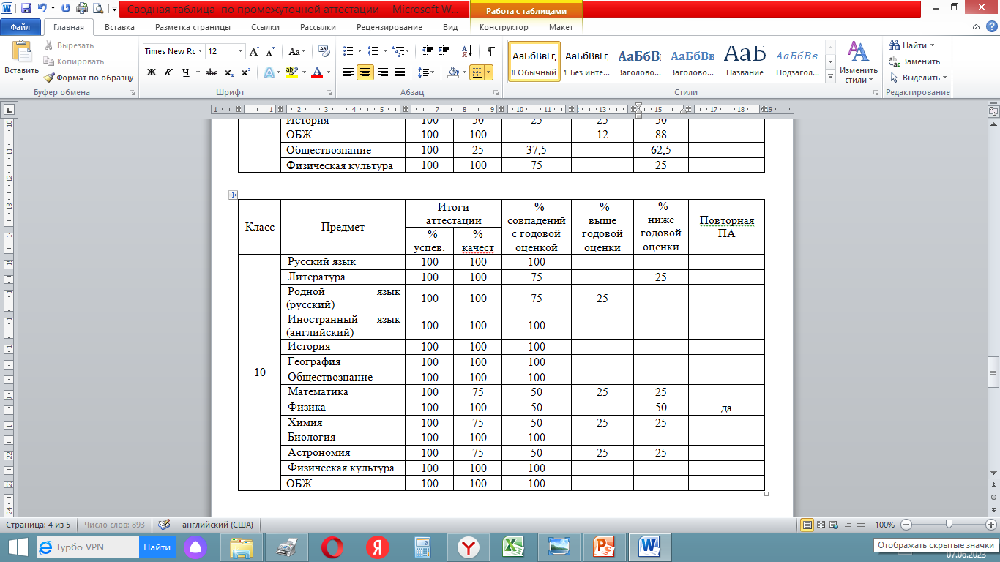 Сводная таблица по промежуточной аттестации - Microsoft W...
Работа с таблицами
Файл Главная Вставка Разметка страницы Ссылки Рассылки Рецензирование Вид Конструктор Макет
Вставить
Вырезать
Копировать
Формат по образцу
Буфер обмена
Times New Ro 12
Ж К Ч abc x₂ x²
Шрифт
Абзац
АаБбВвГг, АаБбВвГг, АаБбВ: АаБбВв АаЬ АаБбВв.
¶ Обычный ¶ Без инте... Заголово... Заголово... Название Подзагол...
Стили
Изменить стили
Найти
Заменить
Выделить
Редактирование
История 100 50 25 25 50
ОБЖ 100 100 12 88
Обществознание 100 25 37,5 62,5
Физическая культура 100 100 75 25
Класс
Предмет
Итоги
аттестации
%
успев.
%
качест
%
совпадений
с годовой
оценкой
%
выше
годовой
оценки
%
ниже
годовой
оценки
Повторная
ПА
10
Русский язык 100 100 100
Литература 100 100 75 25
Родной язык
(русский) 100 100 75 25
Иностранный язык
(английский) 100 100 100
История 100 100 100
География 100 100 100
Обществознание 100 100 100
Математика 100 75 50 25 25
Физика 100 100 50 50 да
Химия 100 75 50 25 25
Биология 100 100 100
Астрономия 100 75 50 25 25
Физическая культура 100 100 100
ОБЖ 100 100 100
Страница: 4 из 5 Число слов: 893 английский (США) 100%
Турбо VPN Найти
Отображать скрытые значки
07.06.2023